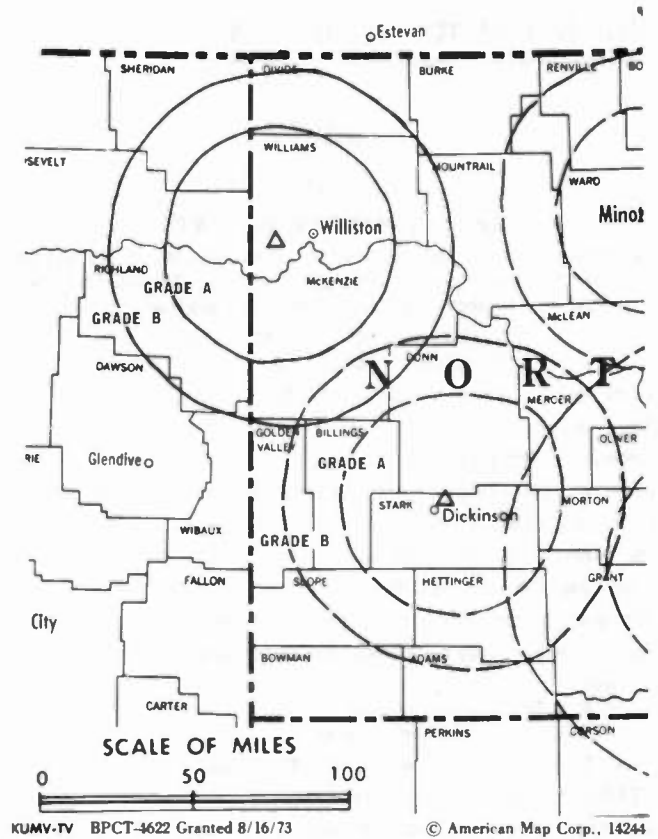 Estevan
SHERIDAN
DIVIDE
BURKE
RENVILLE
BO
SEVELT
WILLIAMS
MOUNTRAIL
WARD
Minot
Williston
RICHLAND
GRADE A
McKENZIE
GRADE B
McLEAN
DAWSON
DUNN
N O R T
MERCER
GOLDEN VALLEY
BILLINGS
OLIVER
RIE
Glendive
GRADE A
STARK
Dickinson
MORTON
WIBAUX
GRADE B
FALLON
SLOPE
HETTINGER
GRANT
City
BOWMAN
ADAMS
CARTER
PERKINS
CORSON
SCALE OF MILES
0 50 100
KUMV-TV BPCT-4622 Granted 8/16/73
© American Map Corp., 14244